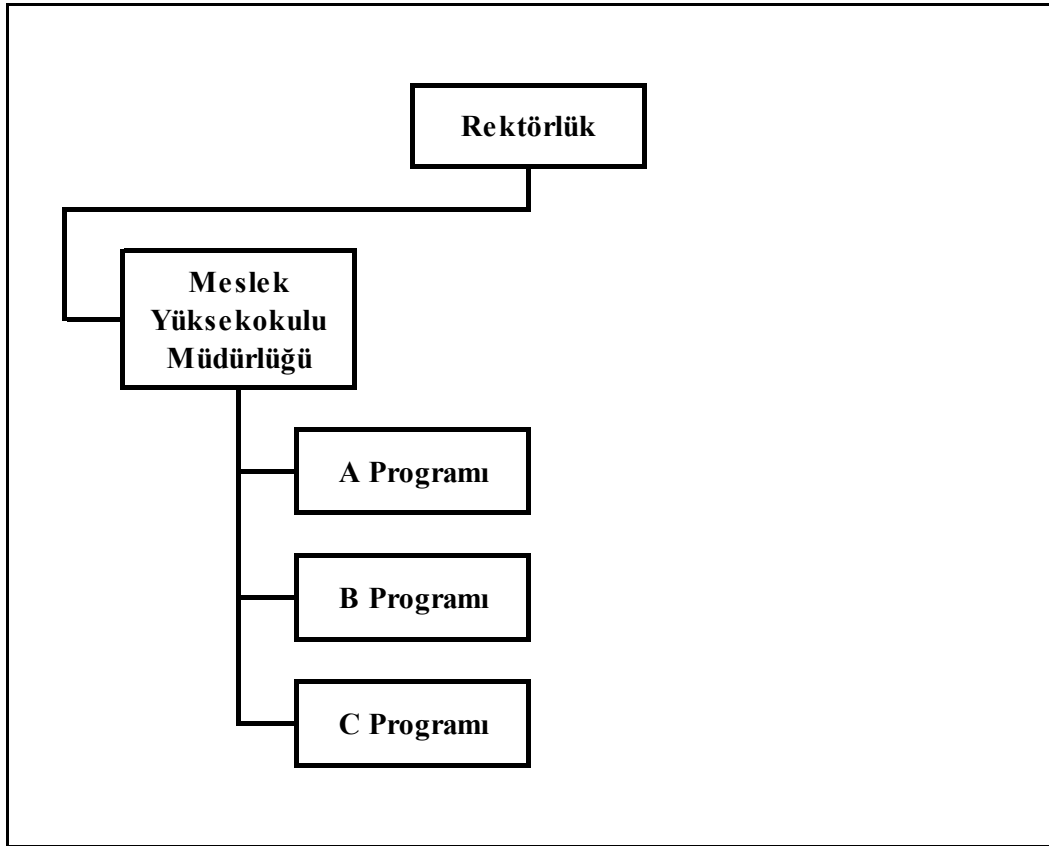 Rektörlük
Meslek
Yüksekokulu
Müdürlüğü
A Programı
B Programı
C Programı